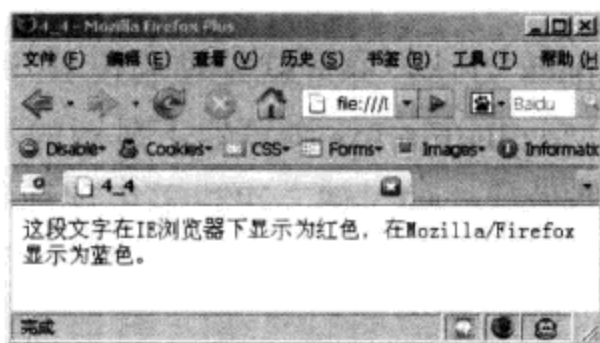 4_4 - Mozilla Firefox Plus
文件(F) 编辑(E) 查看(V) 历史(S) 书签(B) 工具(T) 帮助(H
file:///I Baidu
Disable Cookies CSS Forms Images Informatic
4_4
这段文字在IE浏览器下显示为红色，在Mozilla/Firefox
显示为蓝色。
完成